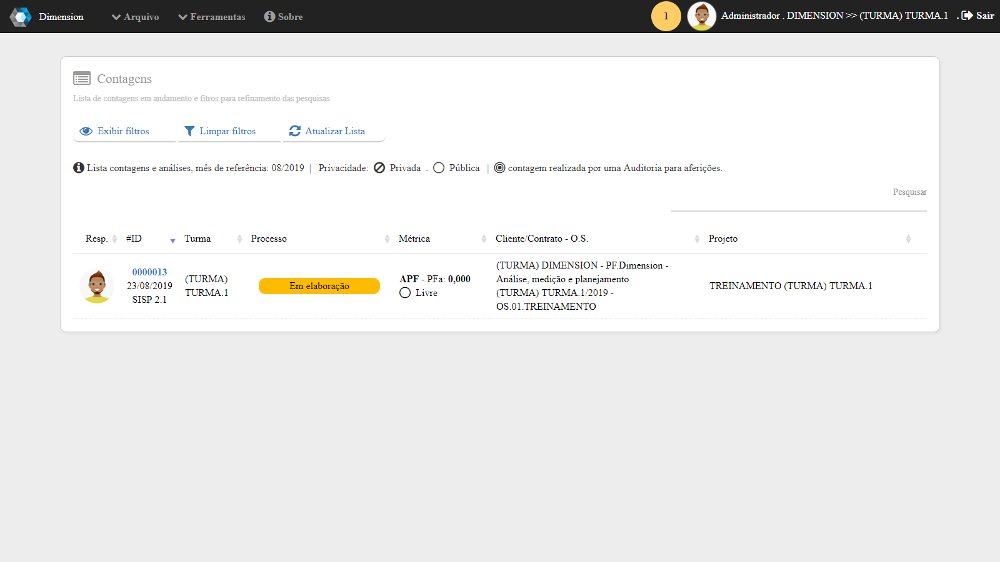 Dimension Arquivo Ferramentas Sobre 1 Administrador . DIMENSION >> (TURMA) TURMA.1 . Sair
Contagens
Lista de contagens em andamento e fitros para refinamento das pesquisas
Exibir filtros Limpar filtros Atualizar Lista
Lista contagens e análises, mês de referência: 08/2019 | Privacidade: Privada . Pública | contagem realizada por uma Auditoria para aferições.
Pesquisar
Resp. #ID Turma Processo Métrica Cliente/Contrato - O.S. Projeto
0000013
23/08/2019
SISP 2.1
(TURMA)
TURMA.1
Em elaboração
APF - PFa: 0,000
Livre
(TURMA) DIMENSION - PF.Dimension -
Análise, medição e planejamento
(TURMA) TURMA.1/2019 -
OS.01.TREINAMENTO
TREINAMENTO (TURMA) TURMA.1